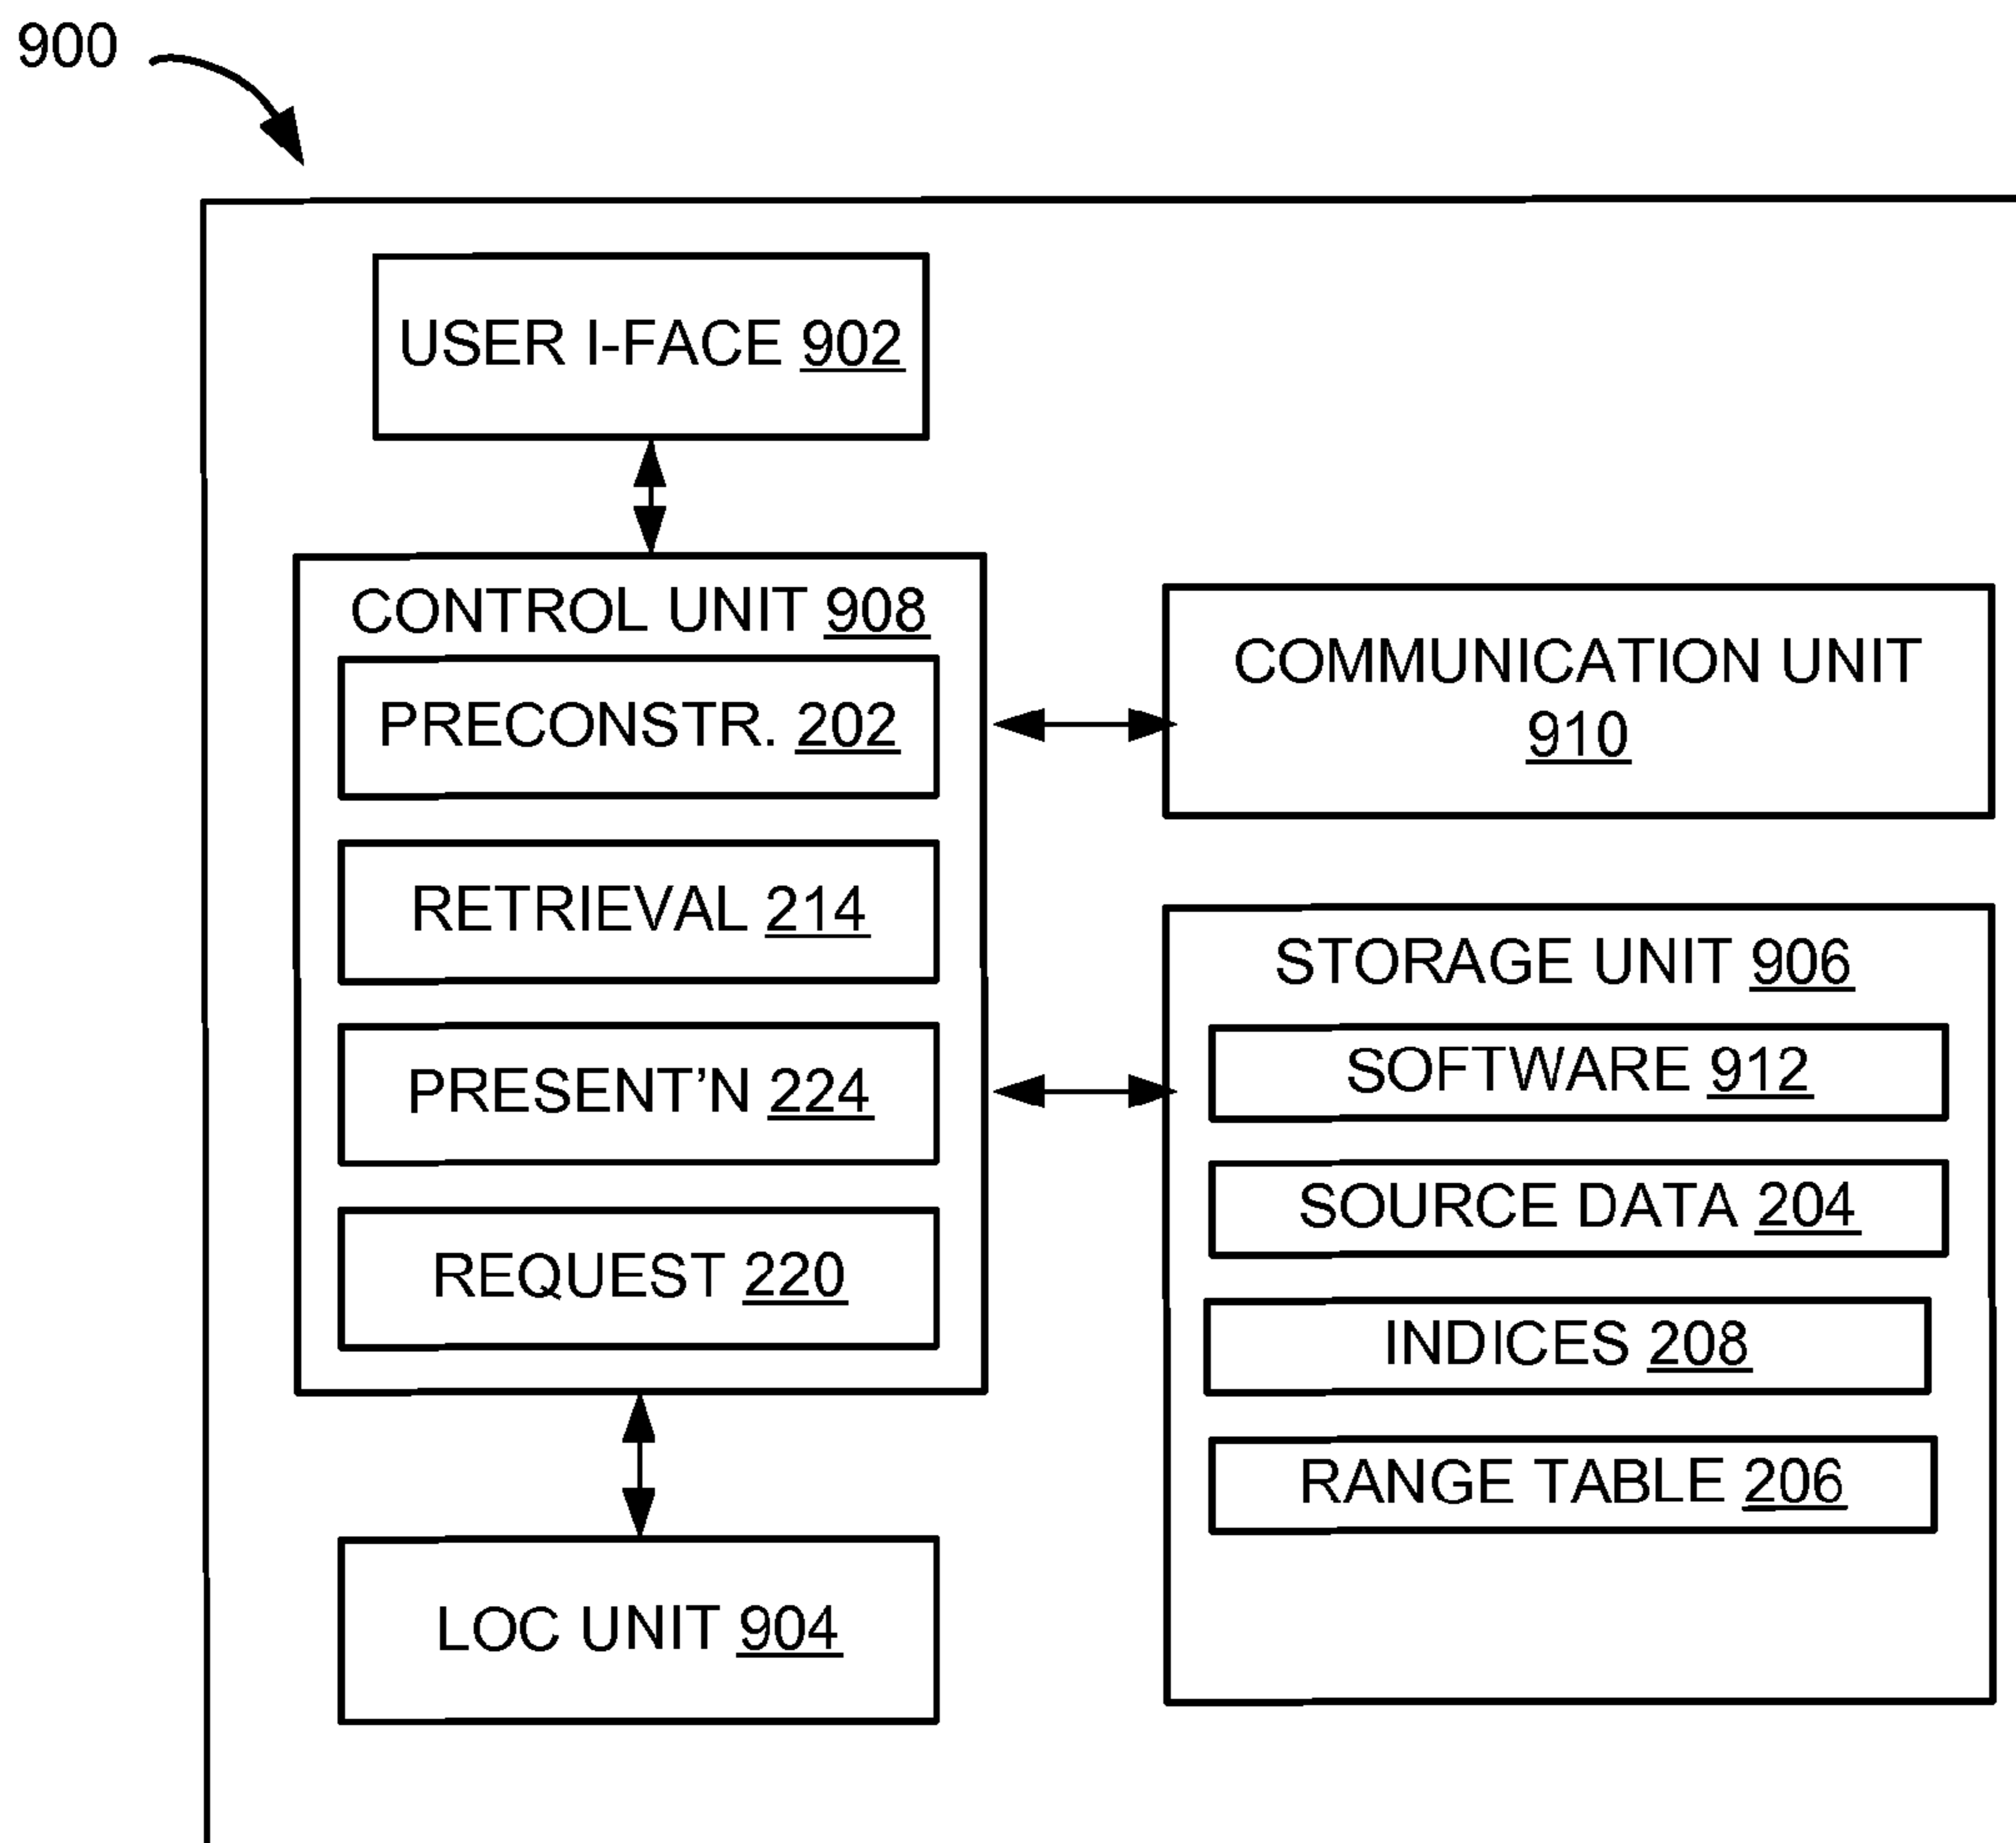 900
USER I-FACE 902
CONTROL UNIT 908
PRECONSTR. 202
RETRIEVAL 214
PRESENT’N 224
REQUEST 220
LOC UNIT 904
COMMUNICATION UNIT
910
STORAGE UNIT 906
SOFTWARE 912
SOURCE DATA 204
INDICES 208
RANGE TABLE 206